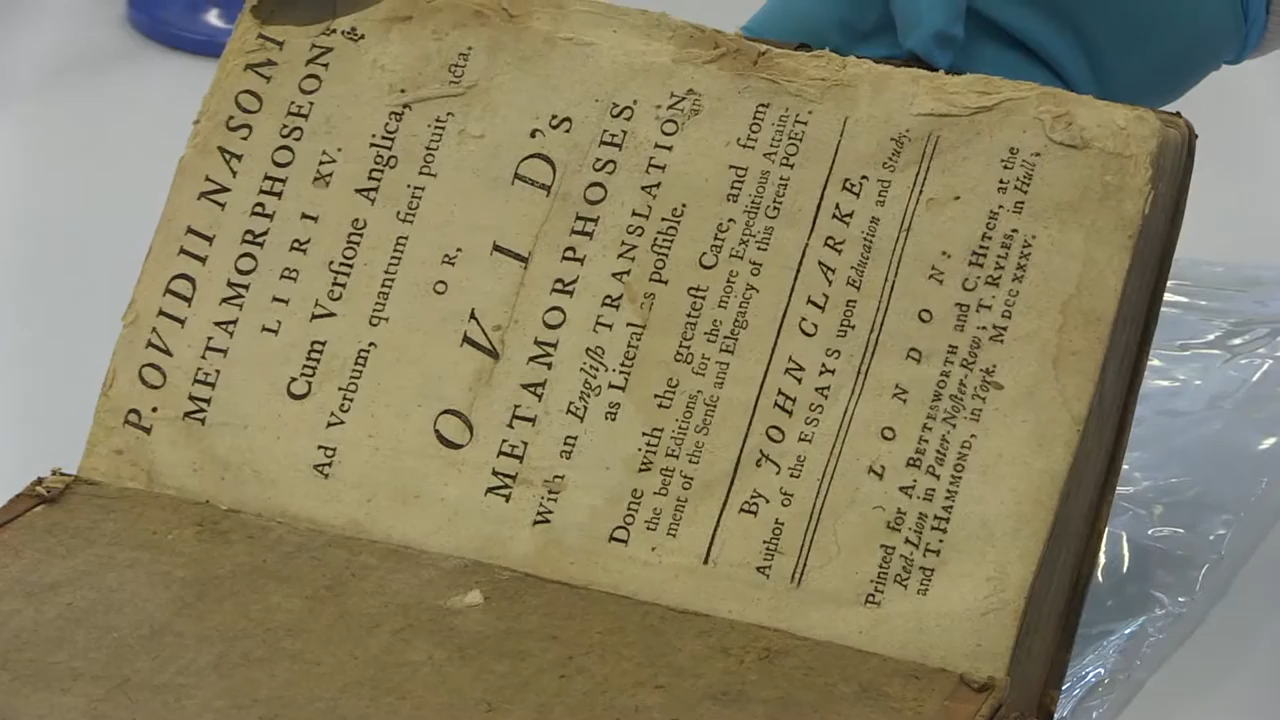 P. OVIDII NASONI
METAMORPHOSEON
LIBRI XV.
Cum Verſione Anglica,
Ad Verbum, quantum fieri potuit, icta.
OR,
OVID's
METAMORPHOSES.
With an Engliſh TRANSLATION,
as Literal as poſſible.
Done with the greateſt Care, and from
the beſt Editions, for the more Expeditious Attain-
ment of the Senſe and Elegancy of this Great POET.
By JOHN CLARKE,
Author of the ESSAYS upon Education and Study.
LONDON:
Printed for A. BETTESWORTH and C. HITCH, at the
Red-Lion in Pater-Noſter-Row; T. RYLES, in Hull;
and T. HAMMOND, in York. MDCCXXXV.